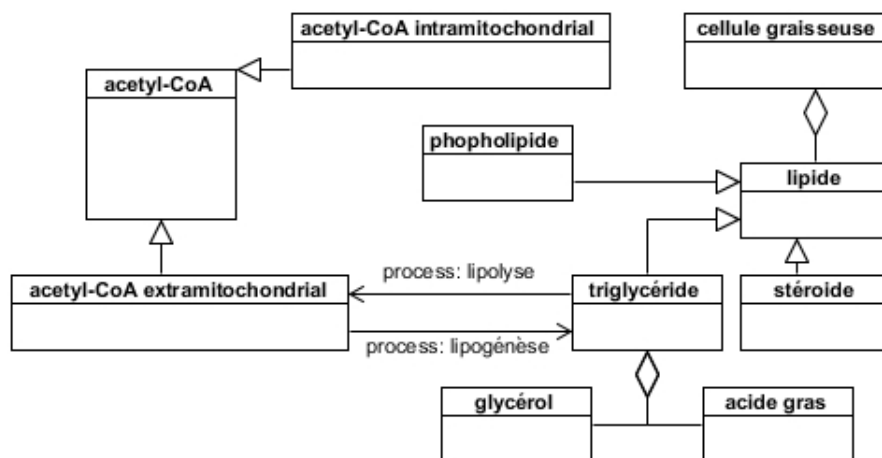 acetyl-CoA intramitochondrial
cellule graisseuse
acetyl-CoA
phopholipide
lipide
process: lipolyse
acetyl-CoA extramitochondrial
triglycéride
stéroide
process: lipogénèse
glycérol
acide gras